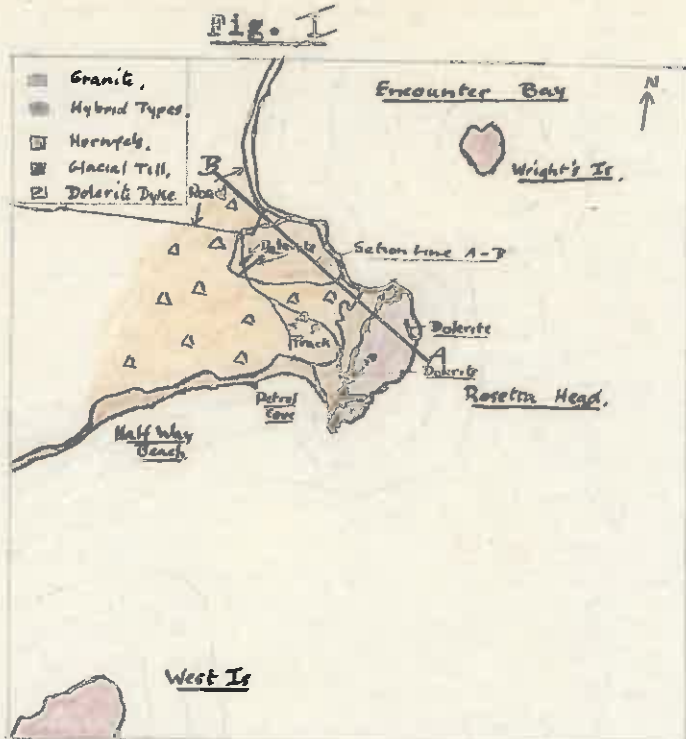 Fig. I
Granite.
Hybrid Types.
Hornfels.
Glacial Till.
Dolerite Dyke
Encounter Bay
N
Wright's Is.
B
Road
Section Line A-B
Dolerite
Track
Dolerite
A
Dolerite
Rosetta Head.
Petrel
Cove
Half Way
Beach
West Is